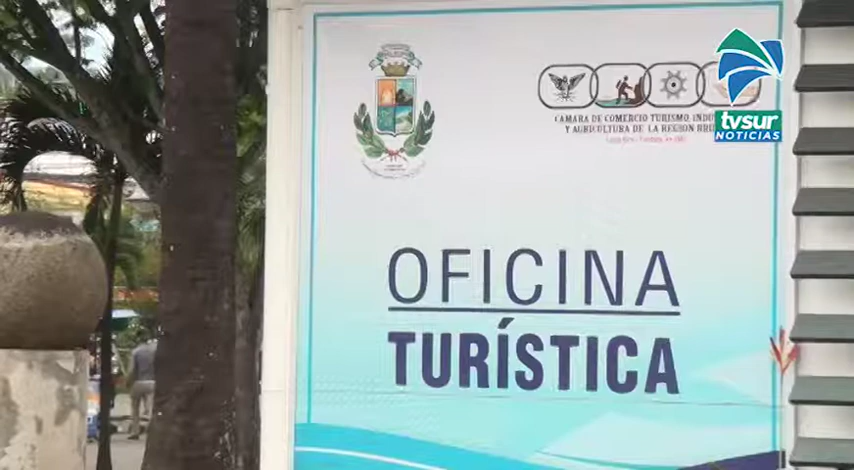 CAMARA DE COMERCIO TURISMO, INDU
Y AGRICULTURA DE LA REGION BRU
tvsur
NOTICIAS
OFICINA
TURÍSTICA